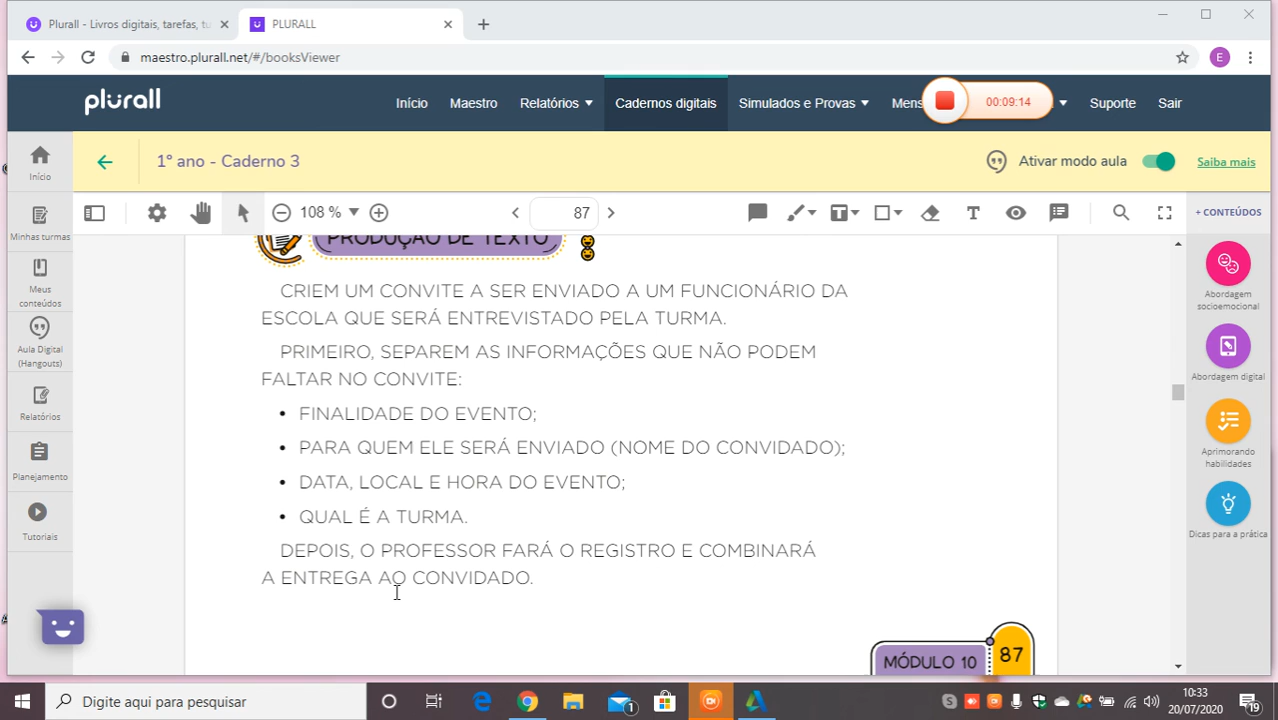 Plurall - Livros digitais, tarefas, tu
PLURALL
maestro.plurall.net/#/booksViewer
E
plurall
Início
Maestro
Relatórios
Cadernos digitais
Simulados e Provas
Mens
00:09:14
Suporte
Sair
1º ano - Caderno 3
Ativar modo aula
Saiba mais
108 %
87
+ CONTEÚDOS
Início
Minhas turmas
Meus
conteúdos
Aula Digital
(Hangouts)
Relatórios
Planejamento
Tutoriais
PRODUÇÃO DE TEXTO
CRIEM UM CONVITE A SER ENVIADO A UM FUNCIONÁRIO DA
ESCOLA QUE SERÁ ENTREVISTADO PELA TURMA.
PRIMEIRO, SEPAREM AS INFORMAÇÕES QUE NÃO PODEM
FALTAR NO CONVITE:
• FINALIDADE DO EVENTO;
• PARA QUEM ELE SERÁ ENVIADO (NOME DO CONVIDADO);
• DATA, LOCAL E HORA DO EVENTO;
• QUAL É A TURMA.
DEPOIS, O PROFESSOR FARÁ O REGISTRO E COMBINARÁ
A ENTREGA AO CONVIDADO.
MÓDULO 10
87
Abordagem
socioemocional
Abordagem digital
Aprimorando
habilidades
Dicas para a prática
Digite aqui para pesquisar
1
10:33
20/07/2020
19